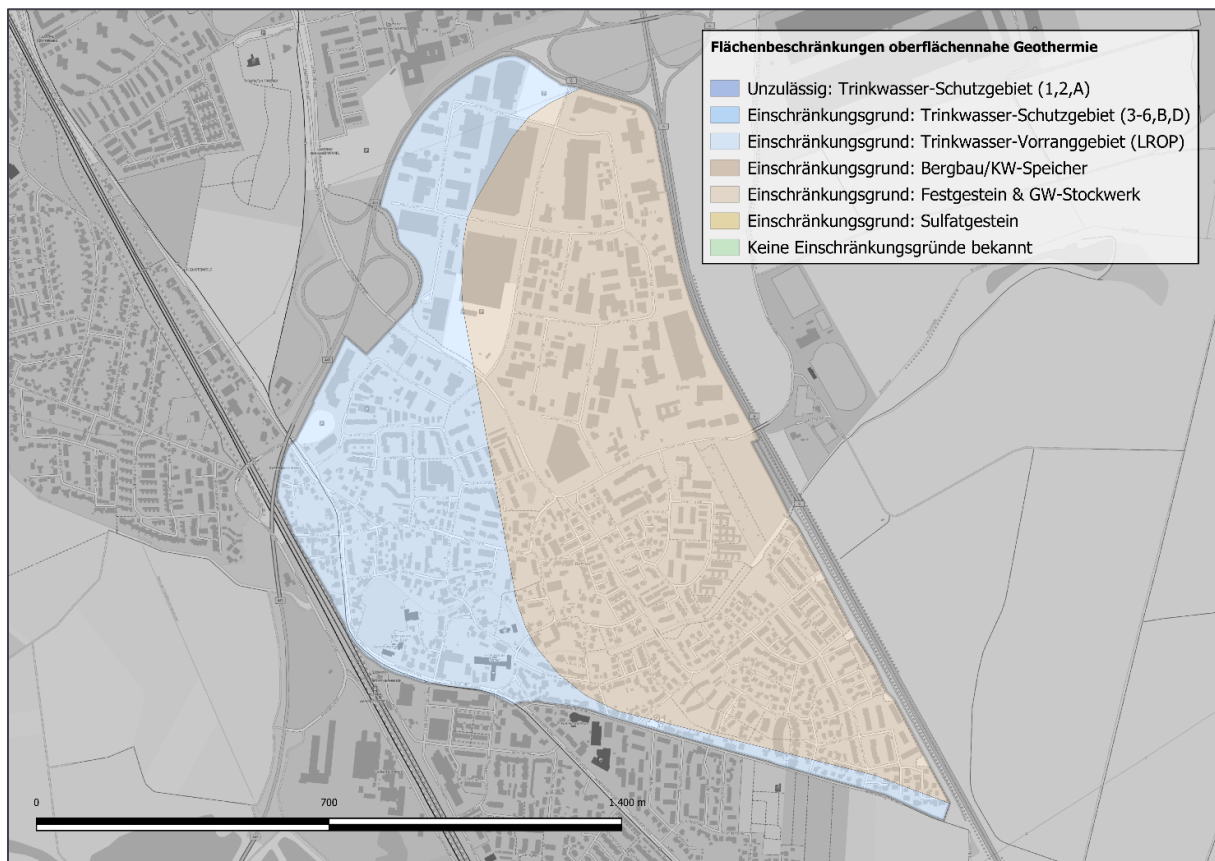 Flächenbeschränkungen oberflächennahe Geothermie
Unzulässig: Trinkwasser-Schutzgebiet (1,2,A)
Einschränkungsgrund: Trinkwasser-Schutzgebiet (3-6,B,D)
Einschränkungsgrund: Trinkwasser-Vorranggebiet (LROP)
Einschränkungsgrund: Bergbau/KW-Speicher
Einschränkungsgrund: Festgestein & GW-Stockwerk
Einschränkungsgrund: Sulfatgestein
Keine Einschränkungsgründe bekannt
0 700 1.400 m